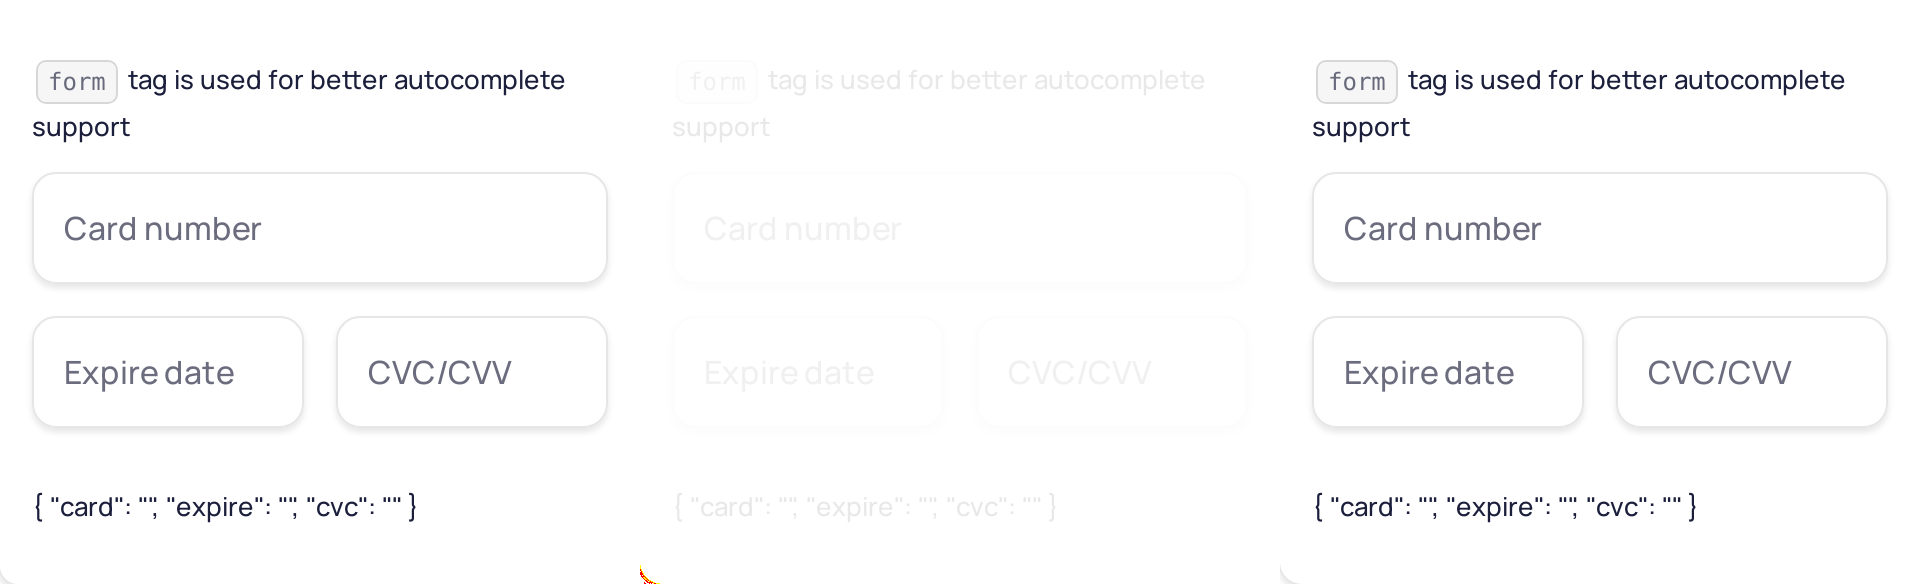 form tag is used for better autocomplete
support
Card number
Expire date
CVC/CVV
{ "card": "", "expire": "", "cvc": "" }
form tag is used for better autocomplete
support
Card number
Expire date
CVC/CVV
{ "card": "", "expire": "", "cvc": "" }
form tag is used for better autocomplete
support
Card number
Expire date
CVC/CVV
{ "card": "", "expire": "", "cvc": "" }